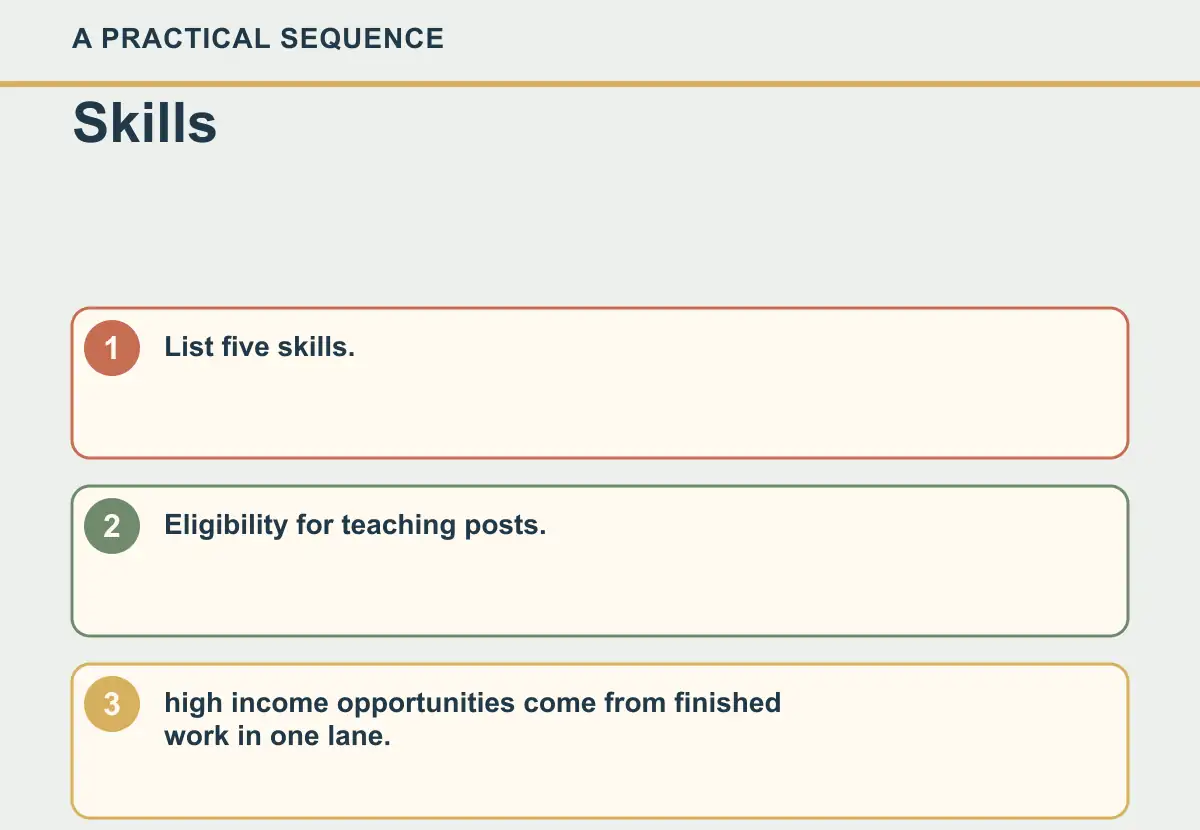 A PRACTICAL SEQUENCE
Skills
1
List five skills.
2
Eligibility for teaching posts.
3
high income opportunities come from finished
work in one lane.